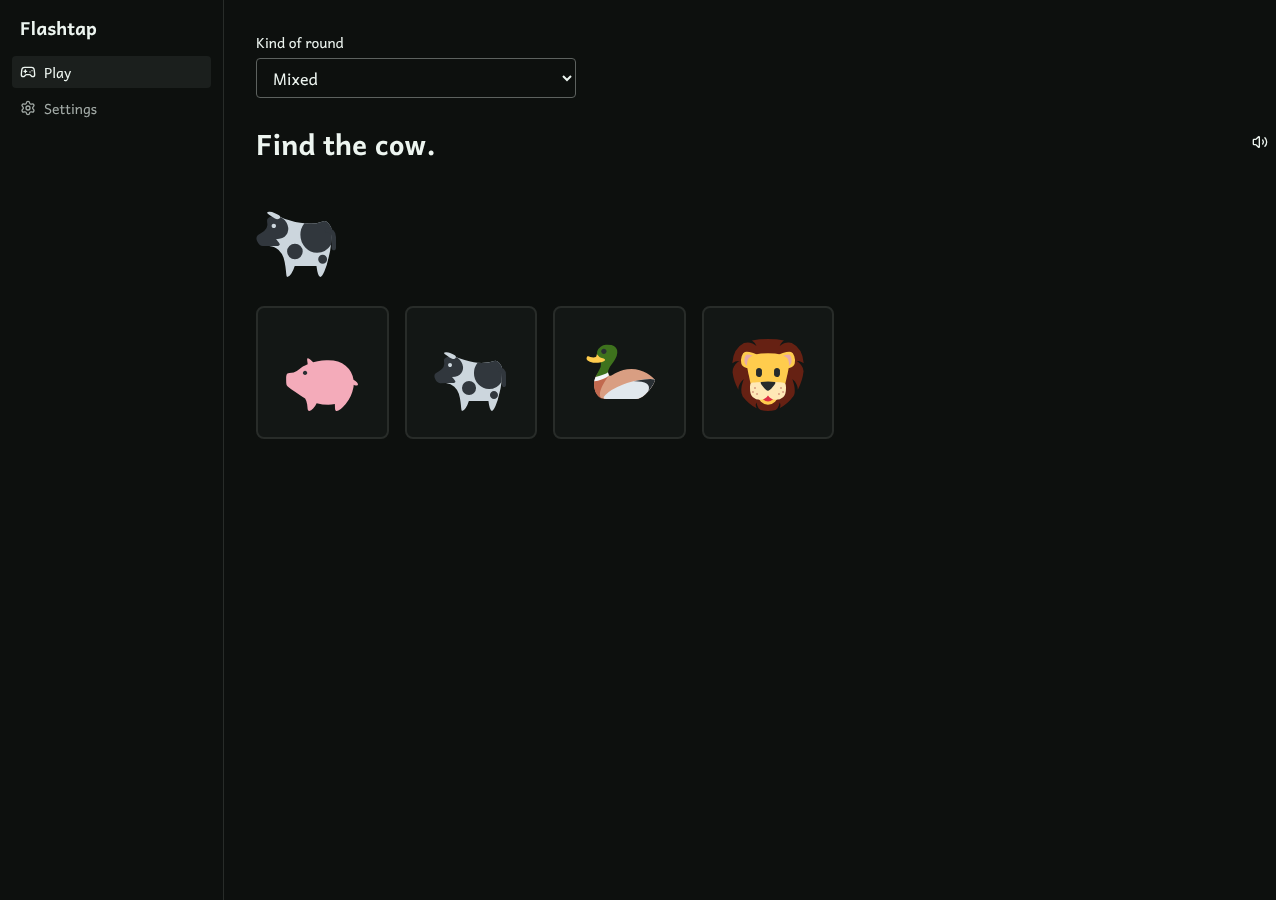 Flashtap
Play
Settings
Kind of round
Mixed
Find the cow.